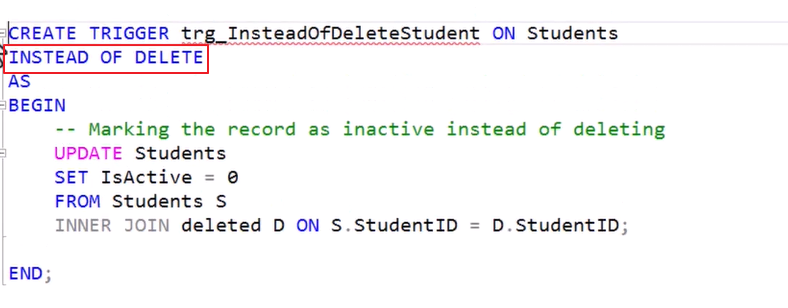 CREATE TRIGGER trg_InsteadOfDeleteStudent ON Students
INSTEAD OF DELETE
AS
BEGIN
-- Marking the record as inactive instead of deleting
UPDATE Students
SET IsActive = 0
FROM Students S
INNER JOIN deleted D ON S.StudentID = D.StudentID;
END;